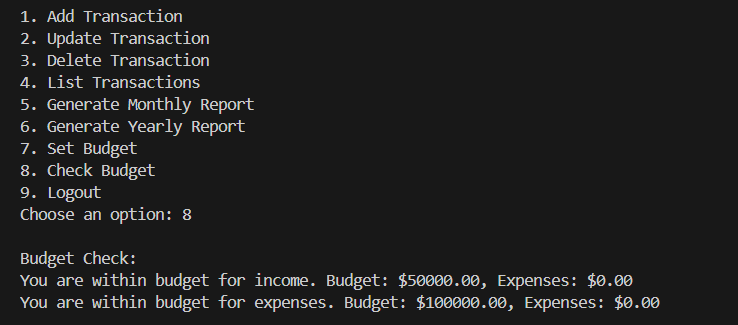 1. Add Transaction
2. Update Transaction
3. Delete Transaction
4. List Transactions
5. Generate Monthly Report
6. Generate Yearly Report
7. Set Budget
8. Check Budget
9. Logout
Choose an option: 8
Budget Check:
You are within budget for income. Budget: $50000.00, Expenses: $0.00
You are within budget for expenses. Budget: $100000.00, Expenses: $0.00